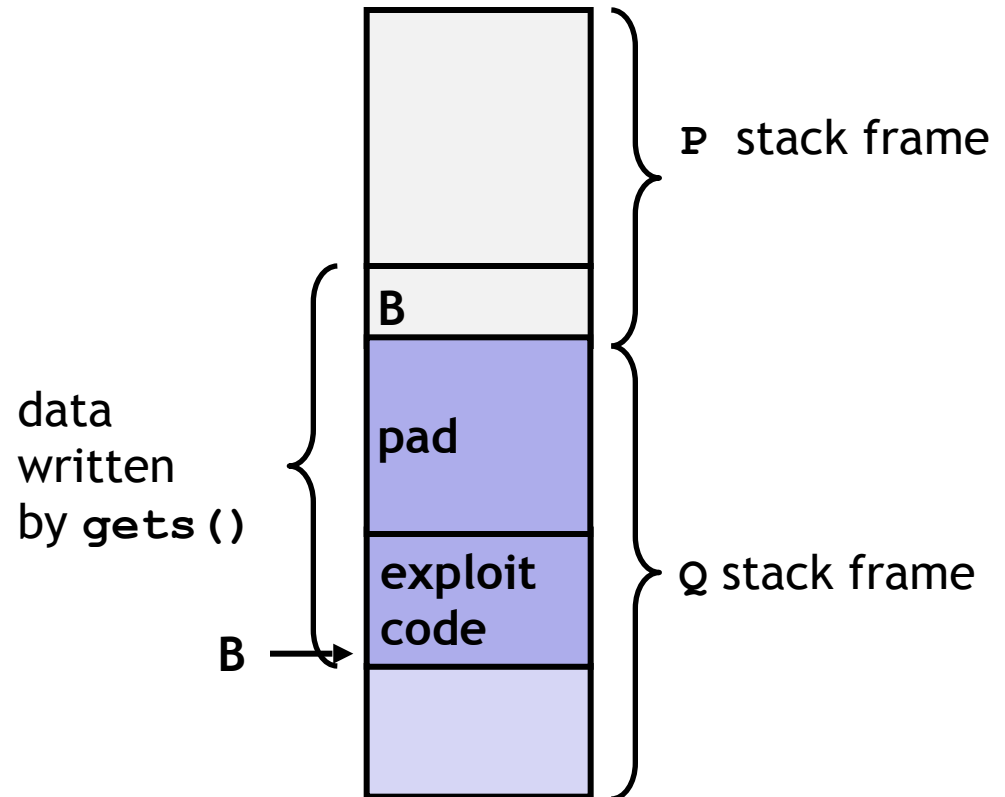 P stack frame
B
data
written
by gets()
pad
exploit
code
Q stack frame
B